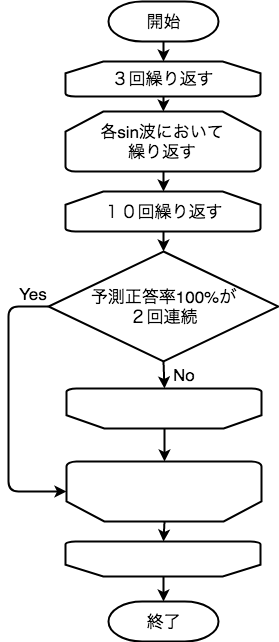 開始
３回繰り返す
各sin波において
繰り返す
１０回繰り返す
予測正答率100%が
２回連続
Yes
No
終了